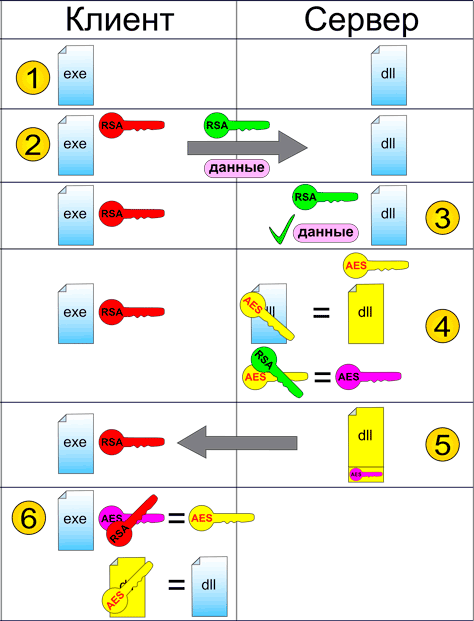 Клиент Сервер
1 exe dll
2 exe RSA RSA dll
данные
exe RSA RSA данные dll 3
AES
exe RSA AES dll = dll 4
RSA AES = AES
exe RSA dll AES 5
6 exe AES RSA = AES
AES = dll